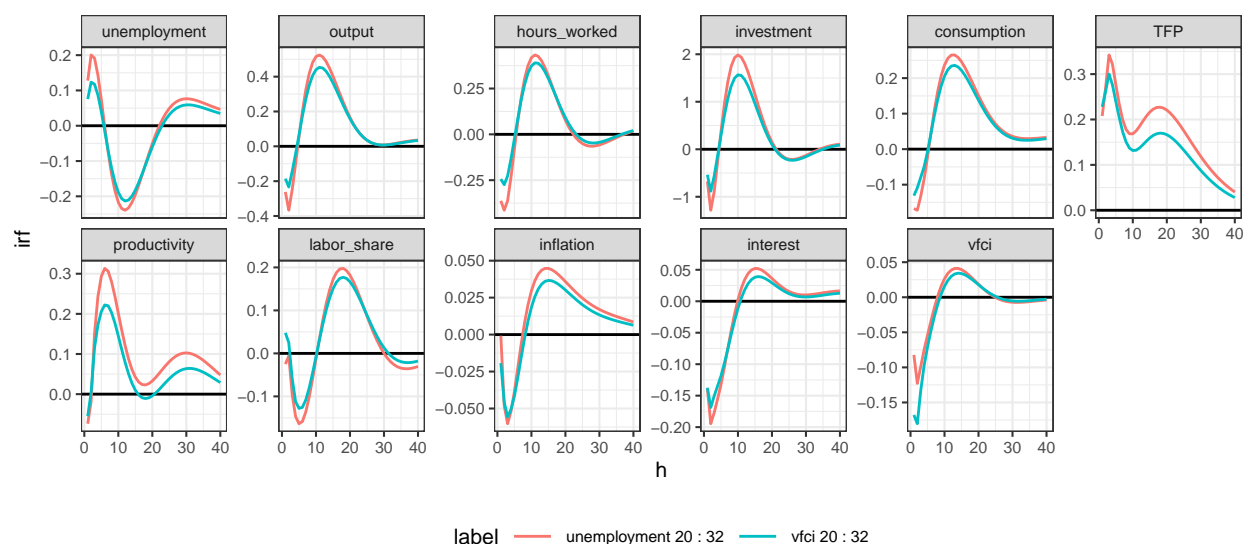 unemployment
output
hours_worked
investment
consumption
TFP
0.2
0.1
0.0
−0.1
−0.2
0.4
0.2
0.0
−0.2
−0.4
0.25
0.00
−0.25
2
1
0
−1
0.2
0.1
0.0
−0.1
0.3
0.2
0.1
0.0
0 10 20 30 40
irf
productivity
labor_share
inflation
interest
vfci
0.3
0.2
0.1
0.0
0.2
0.1
0.0
−0.1
0.050
0.025
0.000
−0.025
−0.050
0.05
0.00
−0.05
−0.10
−0.15
−0.20
0.05
0.00
−0.05
−0.10
−0.15
0 10 20 30 40
0 10 20 30 40
0 10 20 30 40
0 10 20 30 40
0 10 20 30 40
h
label unemployment 20 : 32 vfci 20 : 32